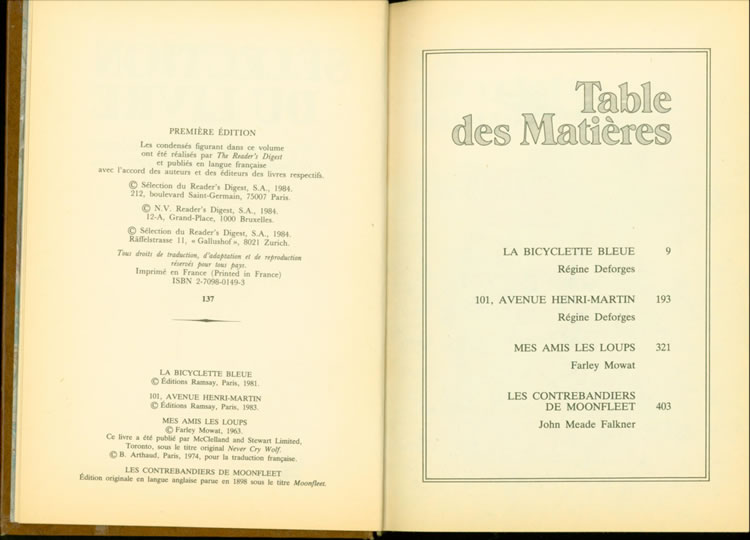 PREMIÈRE ÉDITION
Les condensés figurant dans ce volume
ont été réalisés par The Reader's Digest
et publiés en langue française
avec l'accord des auteurs et des éditeurs des livres respectifs.
© Sélection du Reader's Digest, S.A., 1984.
212, boulevard Saint-Germain, 75007 Paris.
© N.V. Reader's Digest, S.A., 1984.
12-A, Grand-Place, 1000 Bruxelles.
© Sélection du Reader's Digest, S.A., 1984.
Räffelstrasse 11, « Gallushof », 8021 Zurich.
Tous droits de traduction, d'adaptation et de reproduction
réservés pour tous pays.
Imprimé en France (Printed in France)
ISBN 2-7098-0149-3
137
LA BICYCLETTE BLEUE
© Éditions Ramsay, Paris, 1981.
101, AVENUE HENRI-MARTIN
© Éditions Ramsay, Paris, 1983.
MES AMIS LES LOUPS
© Farley Mowat, 1963.
Ce livre a été publié par McClelland and Stewart Limited,
Toronto, sous le titre original Never Cry Wolf.
© B. Arthaud, Paris, 1974, pour la traduction française.
LES CONTREBANDIERS DE MOONFLEET
Édition originale en langue anglaise parue en 1898 sous le titre Moonfleet.
Table
des Matières
LA BICYCLETTE BLEUE 9
Régine Deforges
101, AVENUE HENRI-MARTIN 193
Régine Deforges
MES AMIS LES LOUPS 321
Farley Mowat
LES CONTREBANDIERS
DE MOONFLEET 403
John Meade Falkner